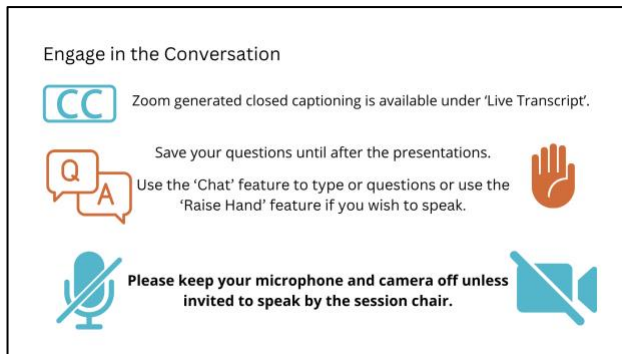 Engage in the Conversation
CC
Zoom generated closed captioning is available under ‘Live Transcript’.
Save your questions until after the presentations.
Q
A
Use the ‘Chat’ feature to type or questions or use the
‘Raise Hand’ feature if you wish to speak.
Please keep your microphone and camera off unless
invited to speak by the session chair.